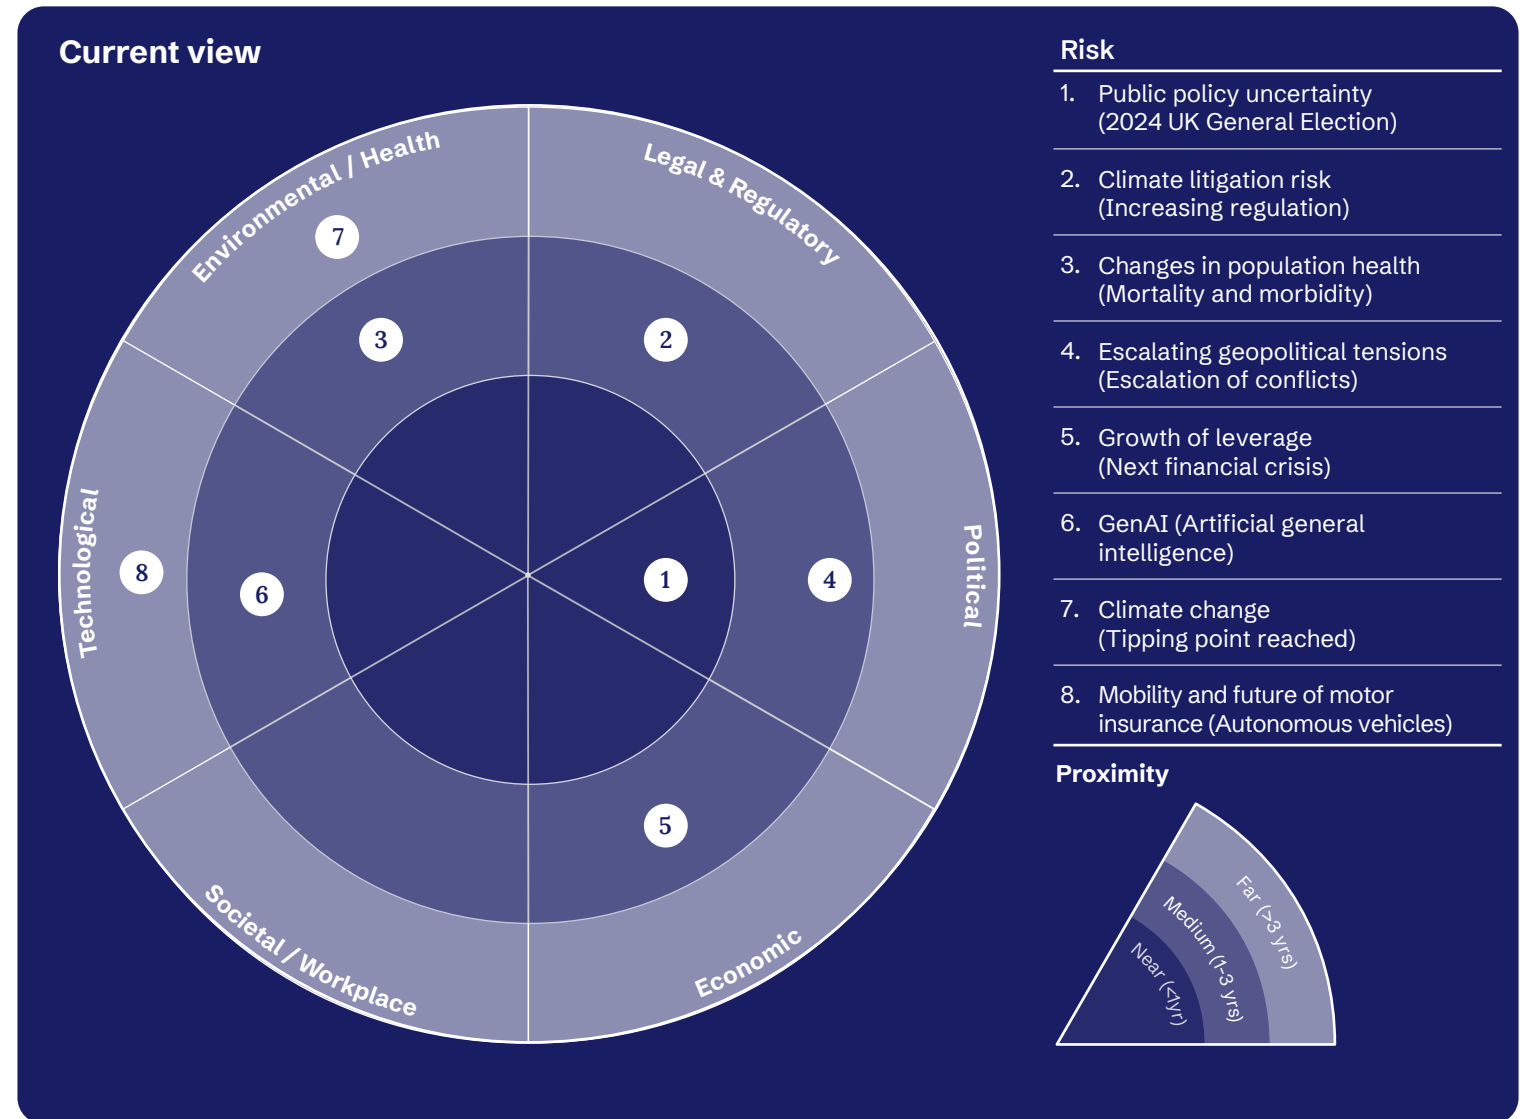 Current view
Environmental / Health
Legal & Regulatory
7
3
2
Technological
Political
8
6
1
4
5
Societal / Workplace
Economic
Risk
1. Public policy uncertainty
(2024 UK General Election)
2. Climate litigation risk
(Increasing regulation)
3. Changes in population health
(Mortality and morbidity)
4. Escalating geopolitical tensions
(Escalation of conflicts)
5. Growth of leverage
(Next financial crisis)
6. GenAI (Artificial general
intelligence)
7. Climate change
(Tipping point reached)
8. Mobility and future of motor
insurance (Autonomous vehicles)
Proximity
Far (>3 yrs)
Medium (1-3 yrs)
Near (<1yr)